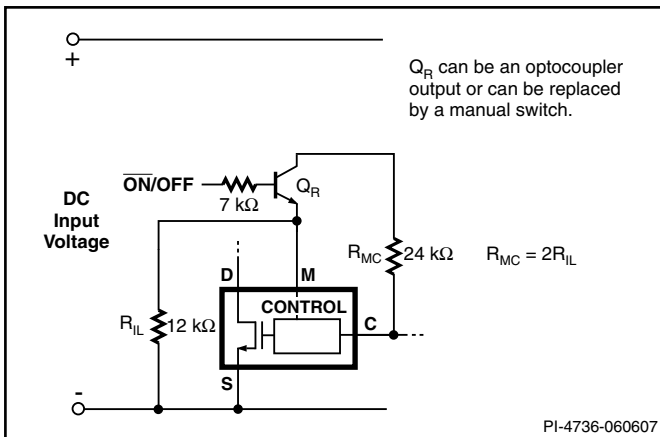 +
Q_R can be an optocoupler
output or can be replaced
by a manual switch.
ON/OFF
Q_R
7 kΩ
DC
Input
Voltage
R_MC
24 kΩ
R_MC = 2R_IL
D
M
CONTROL
C
R_IL
12 kΩ
S
-
PI-4736-060607